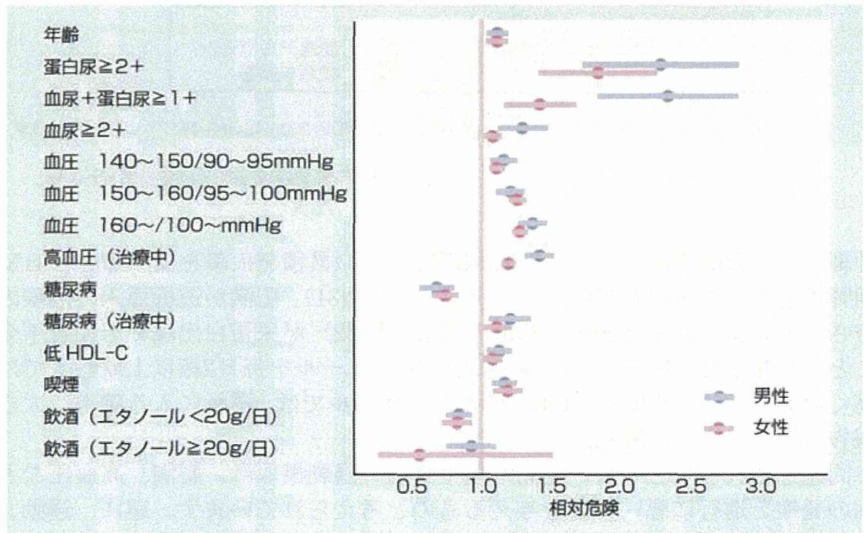 年齢
蛋白尿≧2+
血尿+蛋白尿≧1+
血尿≧2+
血圧 140~150/90~95mmHg
血圧 150~160/95~100mmHg
血圧 160~/100~mmHg
高血圧(治療中)
糖尿病
糖尿病(治療中)
低HDL-C
喫煙
飲酒(エタノール<20g/日)
飲酒(エタノール≧20g/日)
男性
女性
0.5 1.0 1.5 2.0 2.5 3.0
相対危険